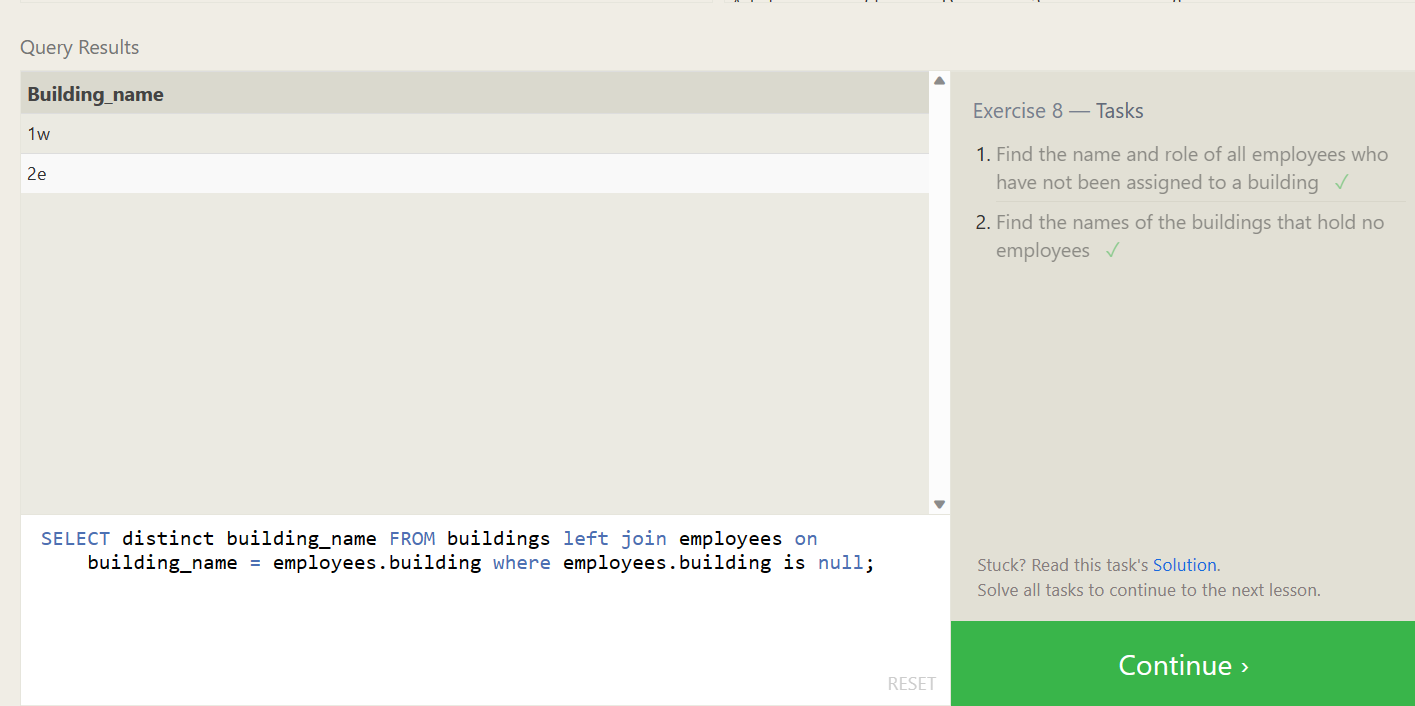 Query Results
Building_name
1w
2e
Exercise 8 — Tasks
1. Find the name and role of all employees who
have not been assigned to a building ✓
2. Find the names of the buildings that hold no
employees ✓
SELECT distinct building_name FROM buildings left join employees on
building_name = employees.building where employees.building is null;
RESET
Stuck? Read this task's Solution.
Solve all tasks to continue to the next lesson.
Continue ›